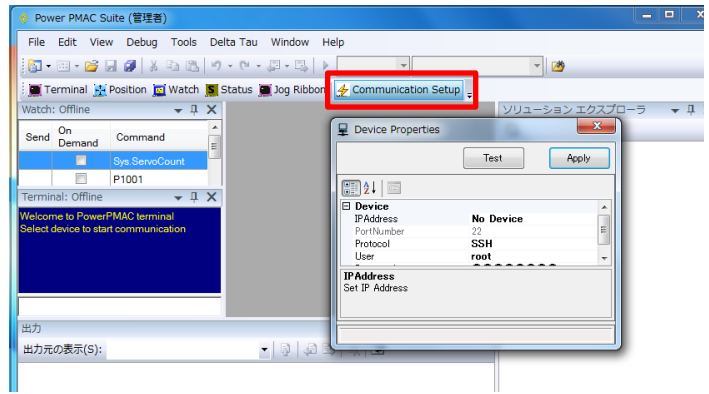 Power PMAC Suite (管理者)
File Edit View Debug Tools Delta Tau Window Help
Terminal Position Watch Status Jog Ribbon Communication Setup
Watch: Offline
ソリューション エクスプローラ
Send On Demand Command
Sys.ServoCount
P1001
Terminal: Offline
Welcome to PowerPMAC terminal
Select device to start communication
Device Properties
Test Apply
Device
IPAddress No Device
PortNumber 22
Protocol SSH
User root
IPAddress
Set IP Address
出力
出力元の表示(S):